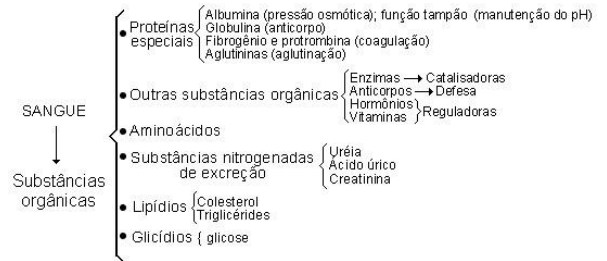 SANGUE
Substâncias
orgânicas
• Proteínas
especiais
Albumina (pressão osmótica); função tampão (manutenção do pH)
Globulina (anticorpo)
Fibrogênio e protrombina (coagulação)
Aglutininas (aglutinação)
• Outras substâncias orgânicas
Enzimas → Catalisadoras
Anticorpos → Defesa
Hormônios
Vitaminas
Reguladoras
• Aminoácidos
• Substâncias nitrogenadas
de excreção
Uréia
Ácido úrico
Creatinina
• Lipídios
Colesterol
Triglicérides
• Glicídios { glicose